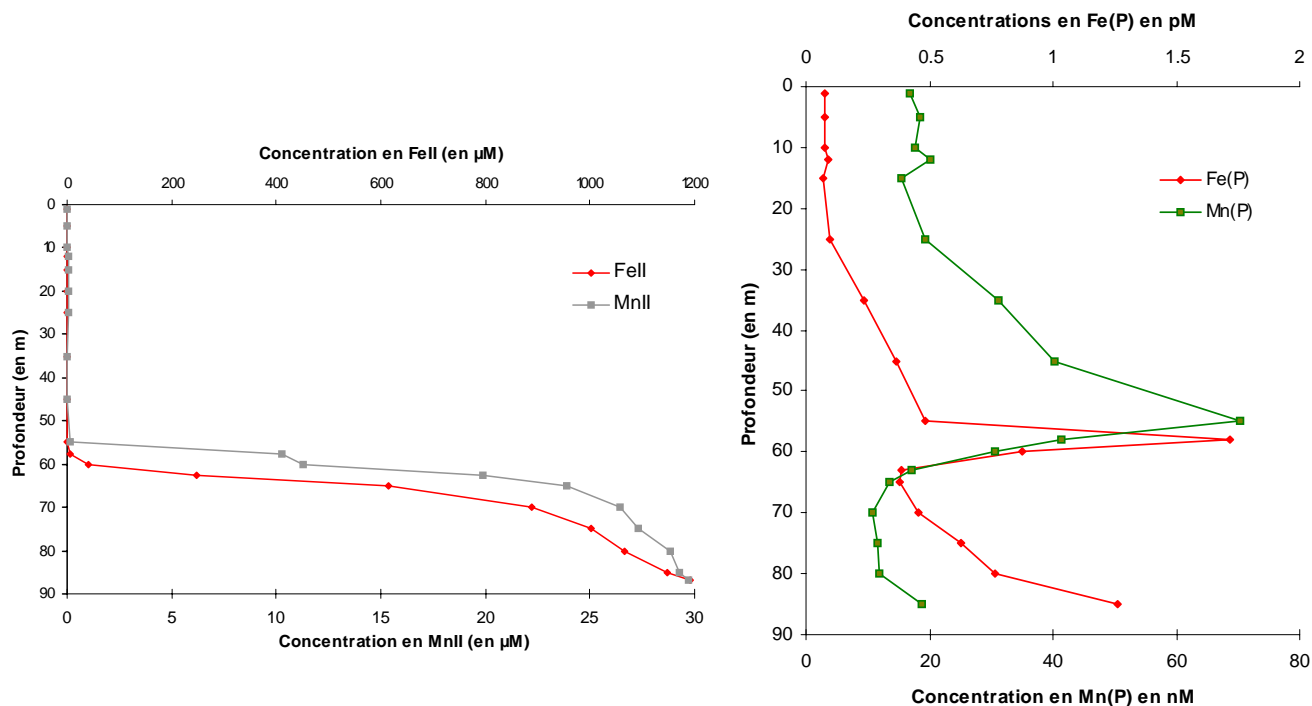 Concentration en FeII (en µM)
0 200 400 600 800 1000 1200
0
10
20
30
40
50
60
70
80
90
Profondeur (en m)
FeII
MnII
0 5 10 15 20 25 30
Concentration en MnII (en µM)
Concentrations en Fe(P) en pM
0 0.5 1 1.5 2
0
10
20
30
40
50
60
70
80
90
Profondeur (en m)
Fe(P)
Mn(P)
0 20 40 60 80
Concentration en Mn(P) en nM